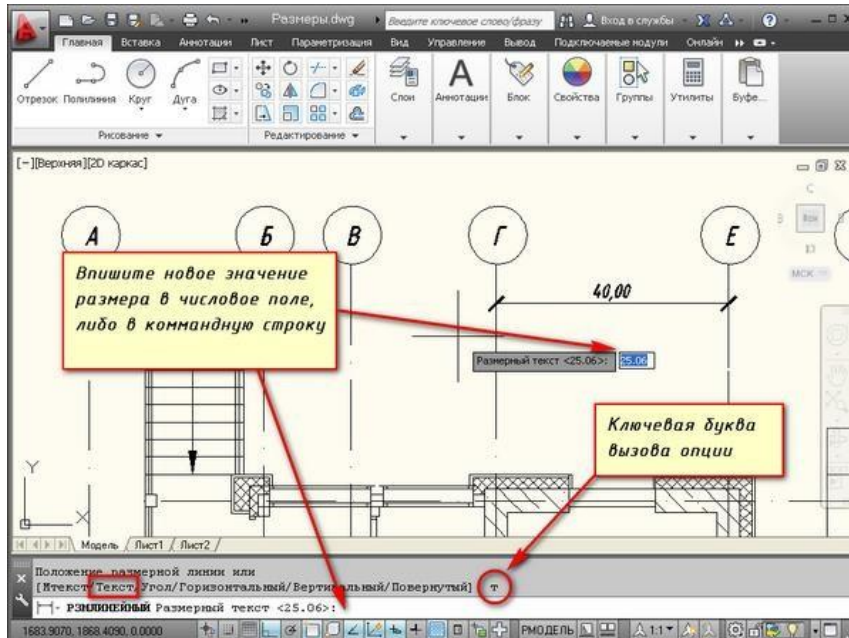 Размеры.dwg
Введите ключевое слово/фразу
Вход в службы
Главная Вставка Аннотации Лист Параметризация Вид Управление Вывод Подключаемые модули Онлайн
Отрезок Полилиния Круг Дуга Слои Аннотации Блок Свойства Группы Утилиты Буфе...
Рисование Редактирование
[-][Верхняя][2D каркас]
С
В
Ю
МСК
А Б В Г Е
40,00
Впишите новое значение
размера в числовое поле,
либо в коммандную строку
Размерный текст <25.06>: 25.06
Ключевая буква
вызова опции
Y
X
Модель Лист1 Лист2
Положение размерной линии или
[Мтекст/Текст/Угол/Горизонтальный/Вертикальный/Повернутый] т
РЗМЛИНЕЙНЫЙ Размерный текст <25.06>:
1683.9070, 1868.4090, 0.0000 РМОДЕЛЬ 1:1